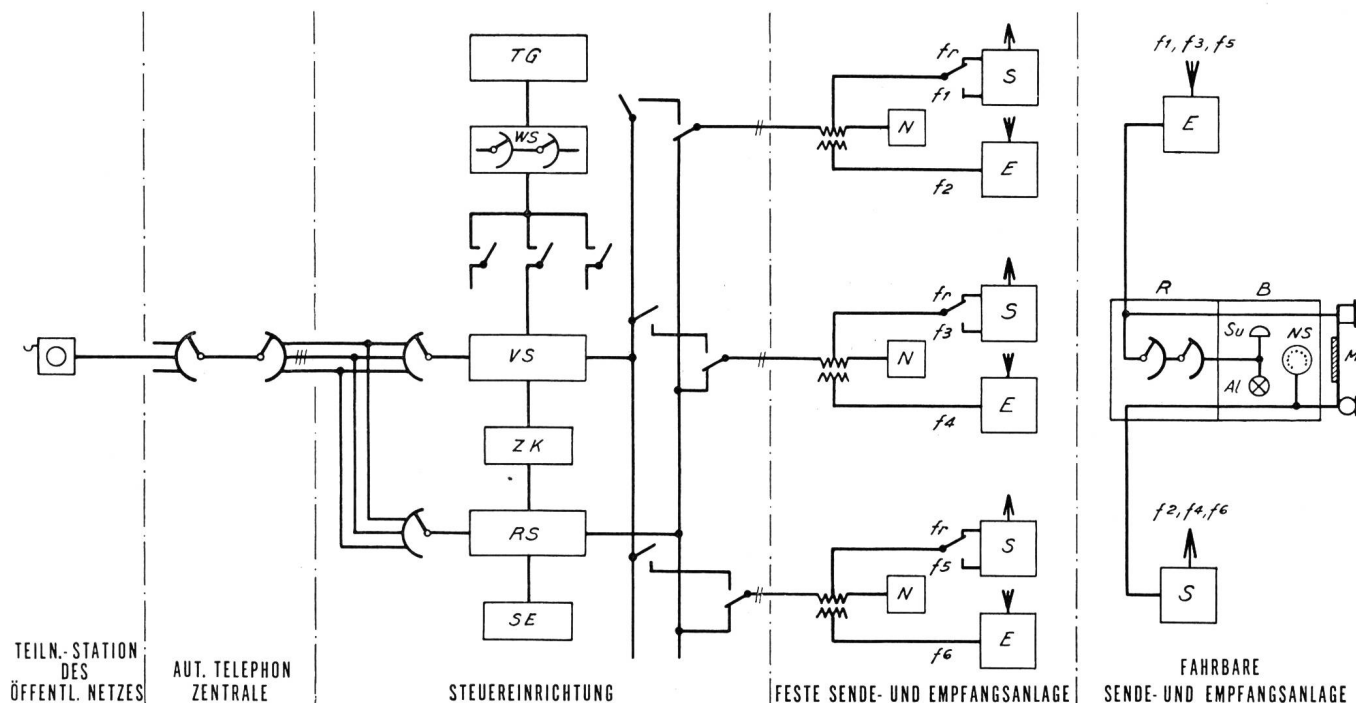 TG
WS
VS
ZK
RS
SE
fr
f1
S
N
E
f2
fr
f3
S
N
E
f4
fr
f5
S
N
E
f6
f1, f3, f5
E
R
B
Su
NS
Al
M
f2, f4, f6
S
TEILN.-STATION
DES
ÖFFENTL. NETZES
AUT. TELEPHON
ZENTRALE
STEUEREINRICHTUNG
FESTE SENDE- UND EMPFANGSANLAGE
FAHRBARE
SENDE- UND EMPFANGSANLAGE